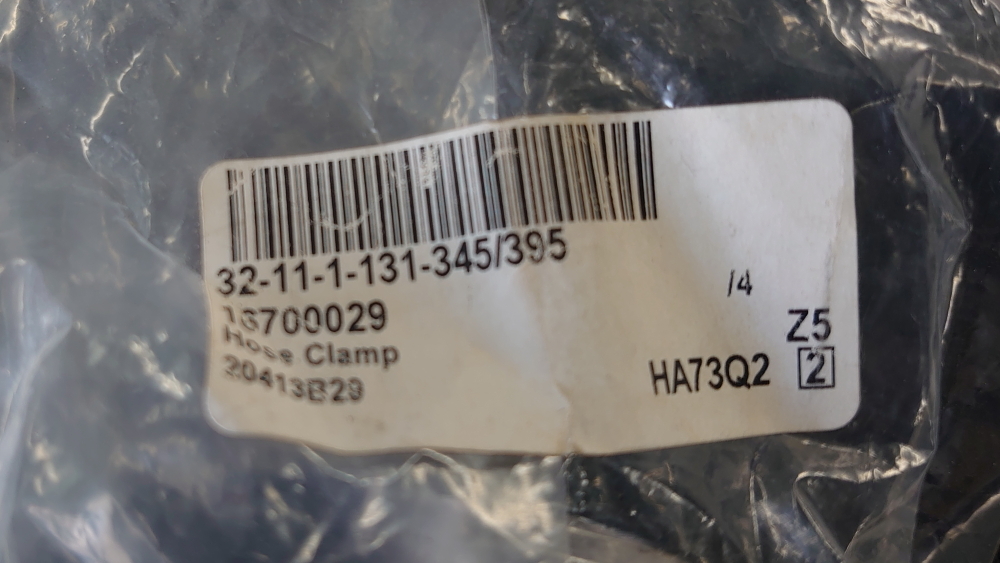 32-11-1-131-345/395
/4
16700029
Z5
Hose Clamp
HA73Q2 2
20413B29